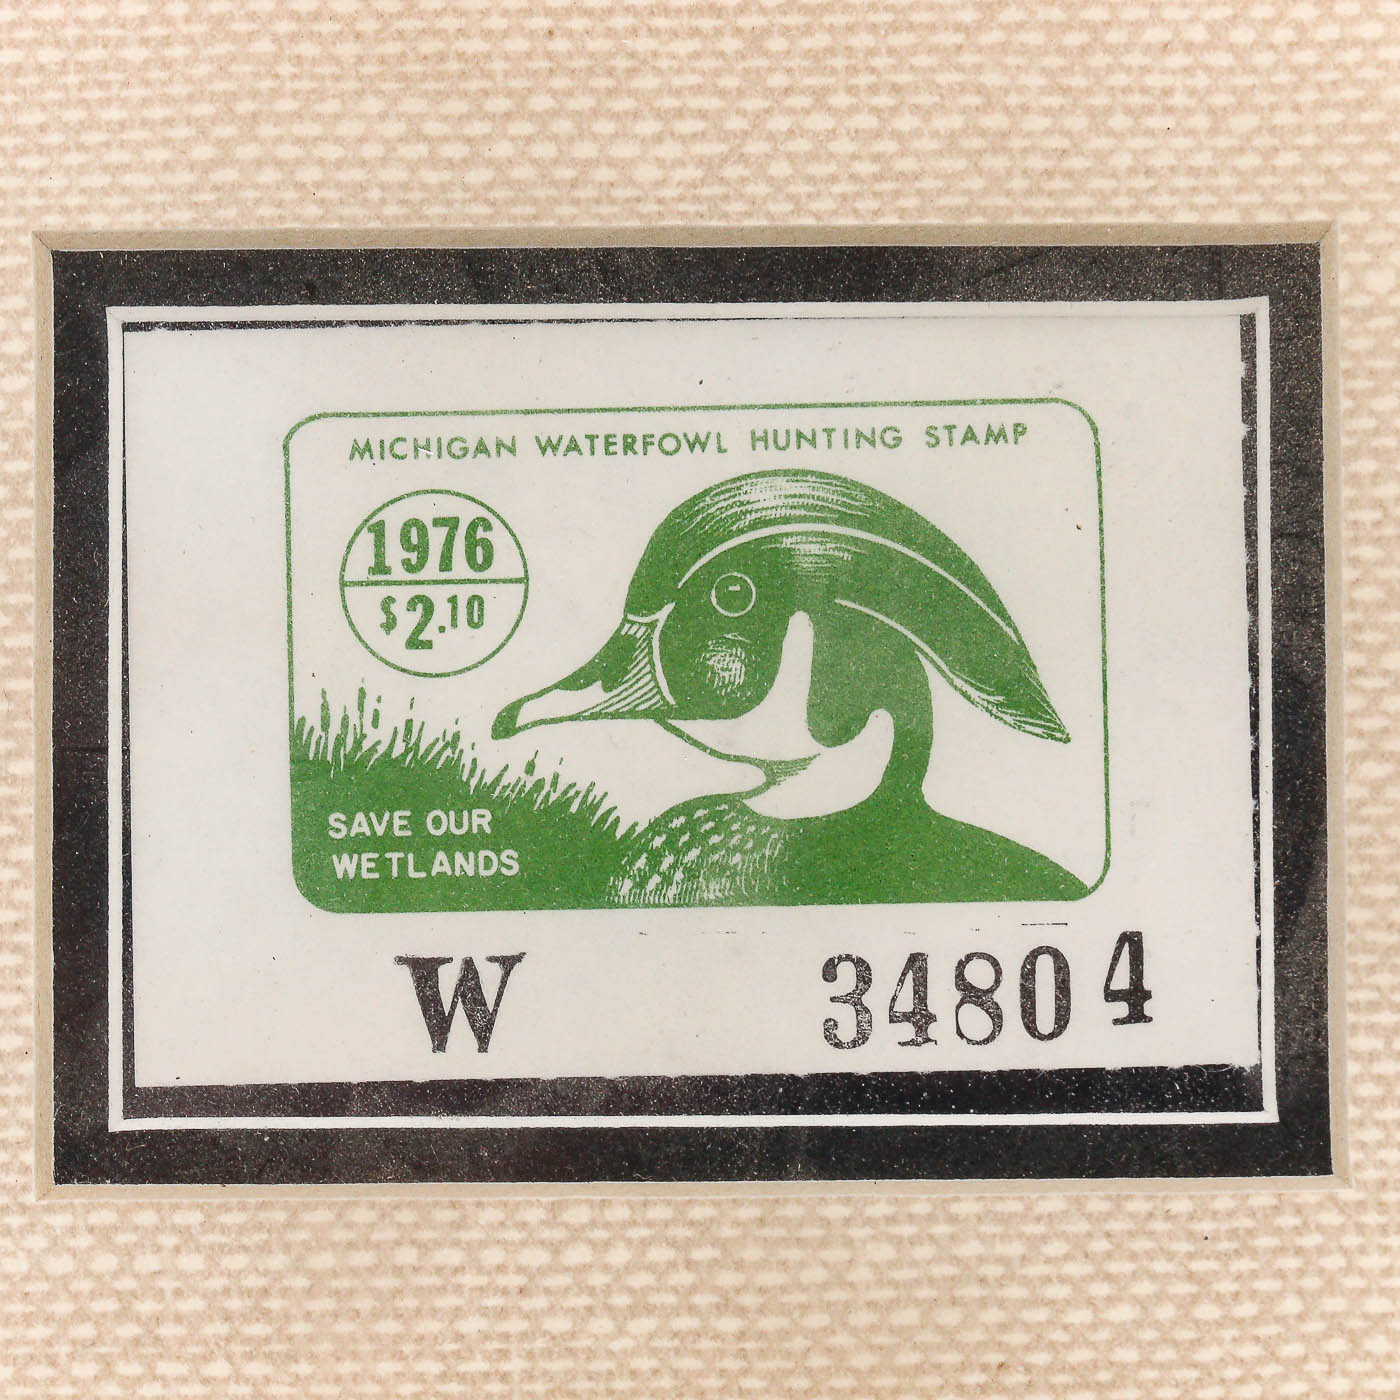 MICHIGAN WATERFOWL HUNTING STAMP
1976
$2.10
SAVE OUR
WETLANDS
W 34804